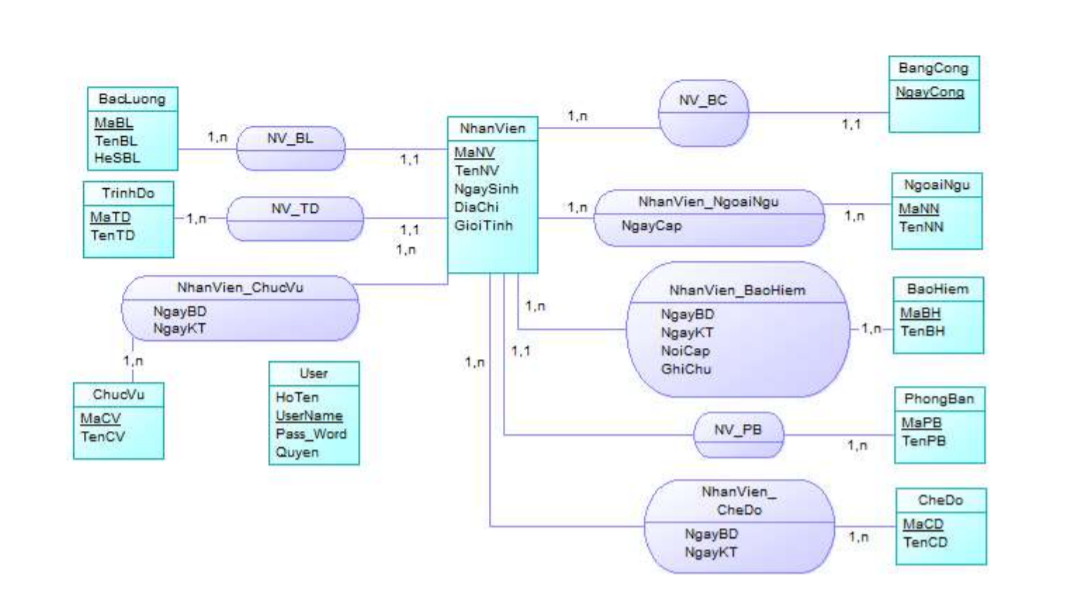 BangCong
NgayCong
NV_BC
1,n
1,1
BacLuong
MaBL
TenBL
HeSBL
1,n
NV_BL
1,1
NhanVien
MaNV
TenNV
NgaySinh
DiaChi
GioiTinh
TrinhDo
MaTD
TenTD
1,n
NV_TD
1,1
1,n
NhanVien_NgoaiNgu
NgayCap
1,n
1,n
NgoaiNgu
MaNN
TenNN
NhanVien_ChucVu
NgayBD
NgayKT
1,n
NhanVien_BaoHiem
NgayBD
NgayKT
NoiCap
GhiChu
1,n
1,n
BaoHiem
MaBH
TenBH
ChucVu
MaCV
TenCV
User
HoTen
UserName
Pass_Word
Quyen
1,n
1,1
NV_PB
1,n
PhongBan
MaPB
TenPB
NhanVien_
CheDo
NgayBD
NgayKT
1,n
CheDo
MaCD
TenCD